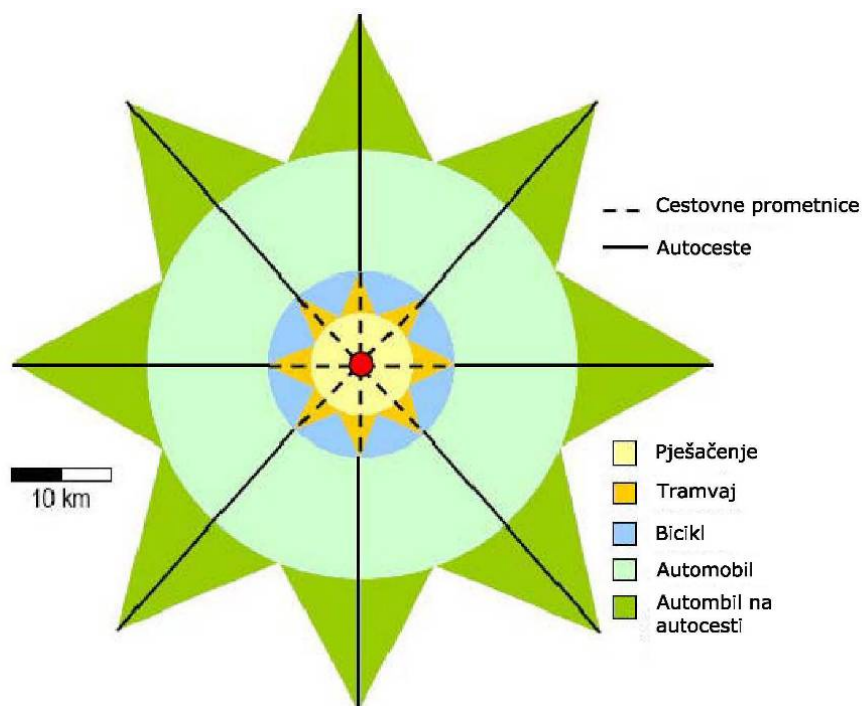 Cestovne prometnice
Autoceste
10 km
Pješačenje
Tramvaj
Bicikl
Automobil
Autombil na
autocesti